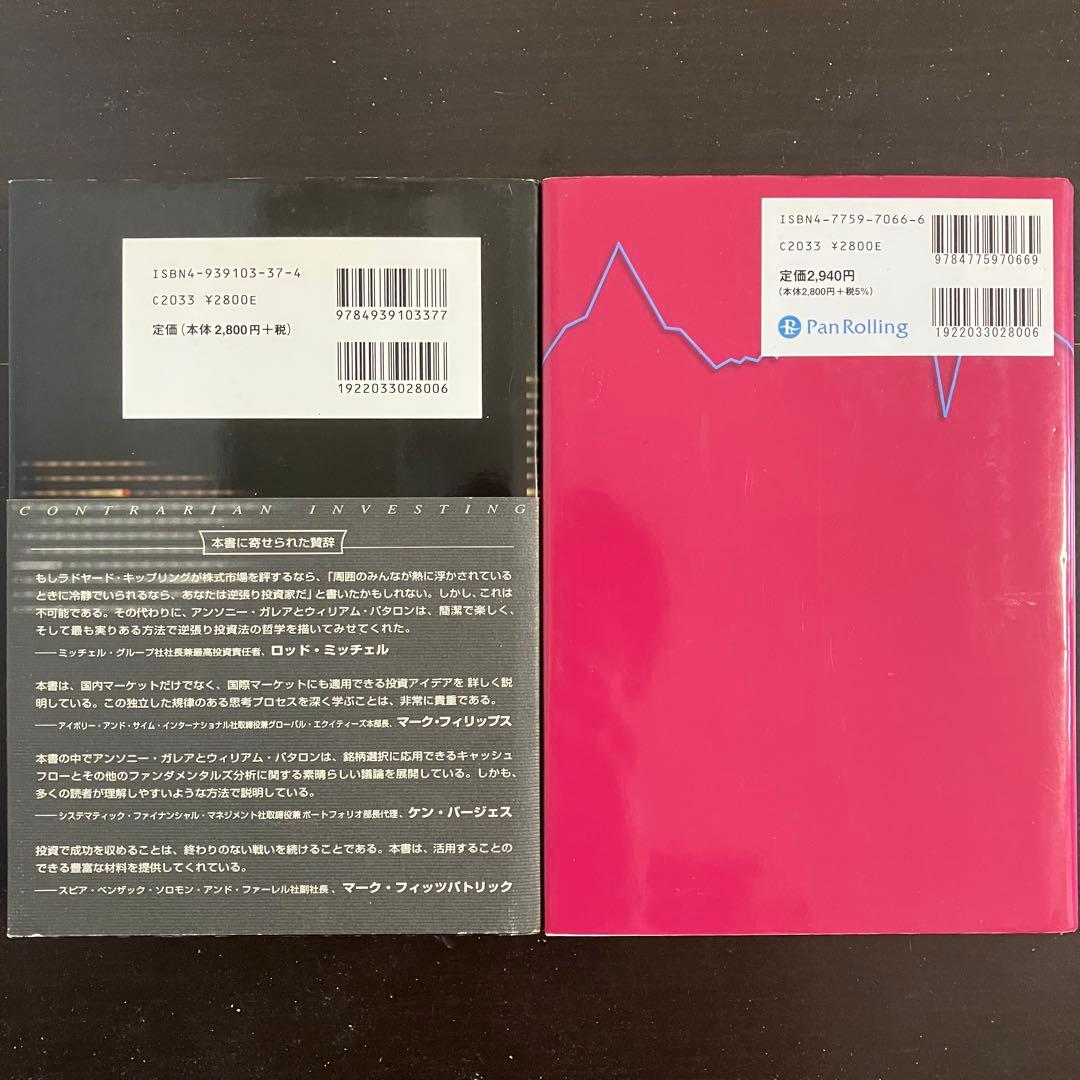 ISBN4-939103-37-4
C2033 ¥2800E
定価(本体2,800円+税)
9784939103377
1922033028006
CONTRARIAN INVESTING
本書に寄せられた賛辞
もしラドヤード・キップリングが株式市場を評するなら、「周囲のみんなが熱に浮かされている
ときに冷静でいられるなら、あなたは逆張り投資家だ」と書いたかもしれない。しかし、これは
不可能である。その代わりに、アンソニー・ガレアとウィリアム・パタロンは、簡潔で楽しく、
そして最も実りある方法で逆張り投資法の哲学を描いてみせてくれた。
——ミッチェル・グループ社社長兼最高投資責任者、ロッド・ミッチェル
本書は、国内マーケットだけでなく、国際マーケットにも適用できる投資アイデアを 詳しく説
明している。この独立した規律のある思考プロセスを深く学ぶことは、非常に貴重である。
——アイボリー・アンド・サイム・インターナショナル社取締役兼グローバル・エクイティーズ本部長、マーク・フィリップス
本書の中でアンソニー・ガレアとウィリアム・パタロンは、銘柄選択に応用できるキャッシュ
フローとその他のファンダメンタルズ分析に関する素晴らしい議論を展開している。しかも、
多くの読者が理解しやすいような方法で説明している。
——システマティック・ファイナンシャル・マネジメント社取締役兼 ポートフォリオ部長代理、ケン・バージェス
投資で成功を収めることは、終わりのない戦いを続けることである。本書は、活用することの
できる豊富な材料を提供してくれている。
——スピア・ベンザック・ソロモン・アンド・ファーレル社副社長、マーク・フィッツパトリック
ISBN4-7759-7066-6
C2033 ¥2800E
定価2,940円
(本体2,800円+税5%)
PanRolling
9784775970669
1922033028006